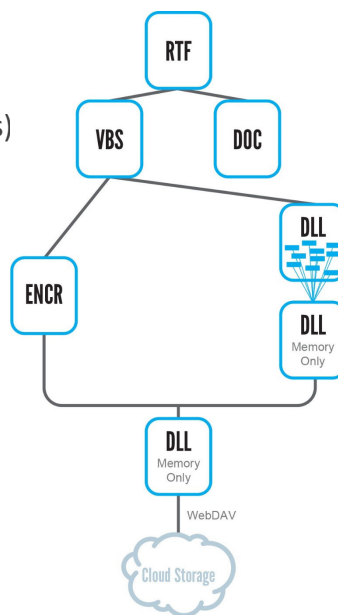 RTF
s)
VBS
DOC
DLL
ENCR
DLL
Memory
Only
DLL
Memory
Only
WebDAV
Cloud Storage